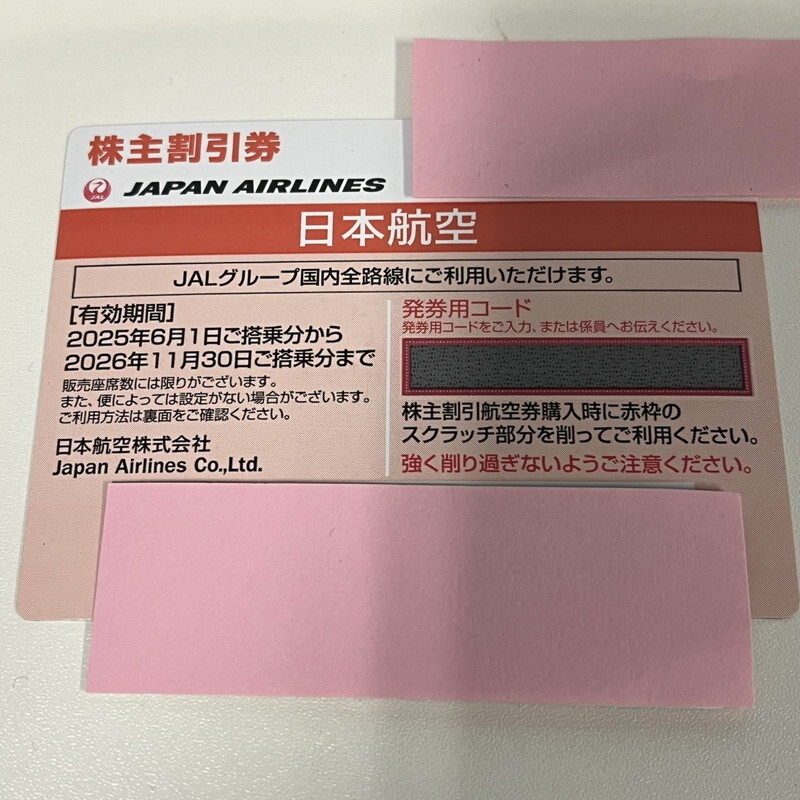 株主割引券
JAL
JAPAN AIRLINES
日本航空
JALグループ国内全路線にご利用いただけます。
[有効期間]
2025年6月1日ご搭乗分から
2026年11月30日ご搭乗分まで
販売座席数には限りがございます。
また、便によっては設定がない場合がございます。
ご利用方法は裏面をご確認ください。
日本航空株式会社
Japan Airlines Co.,Ltd.
発券用コード
発券用コードをご入力、または係員へお伝えください。
株主割引航空券購入時に赤枠の
スクラッチ部分を削ってご利用ください。
強く削り過ぎないようご注意ください。